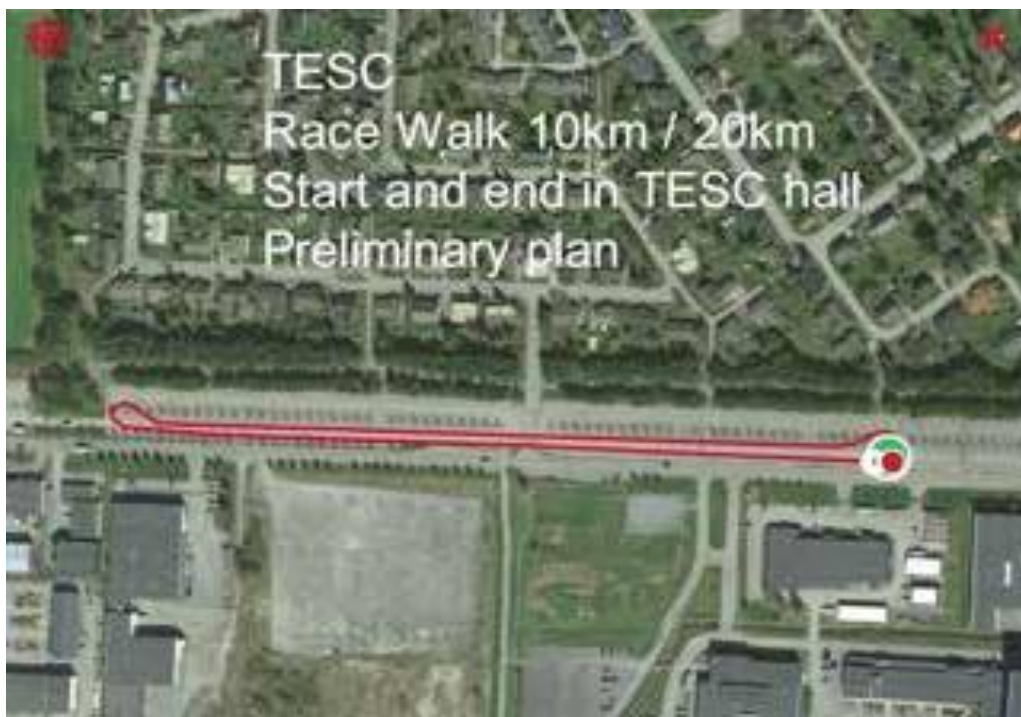 TESC
Race Walk 10km / 20km
Start and end in TESC hall
Preliminary plan